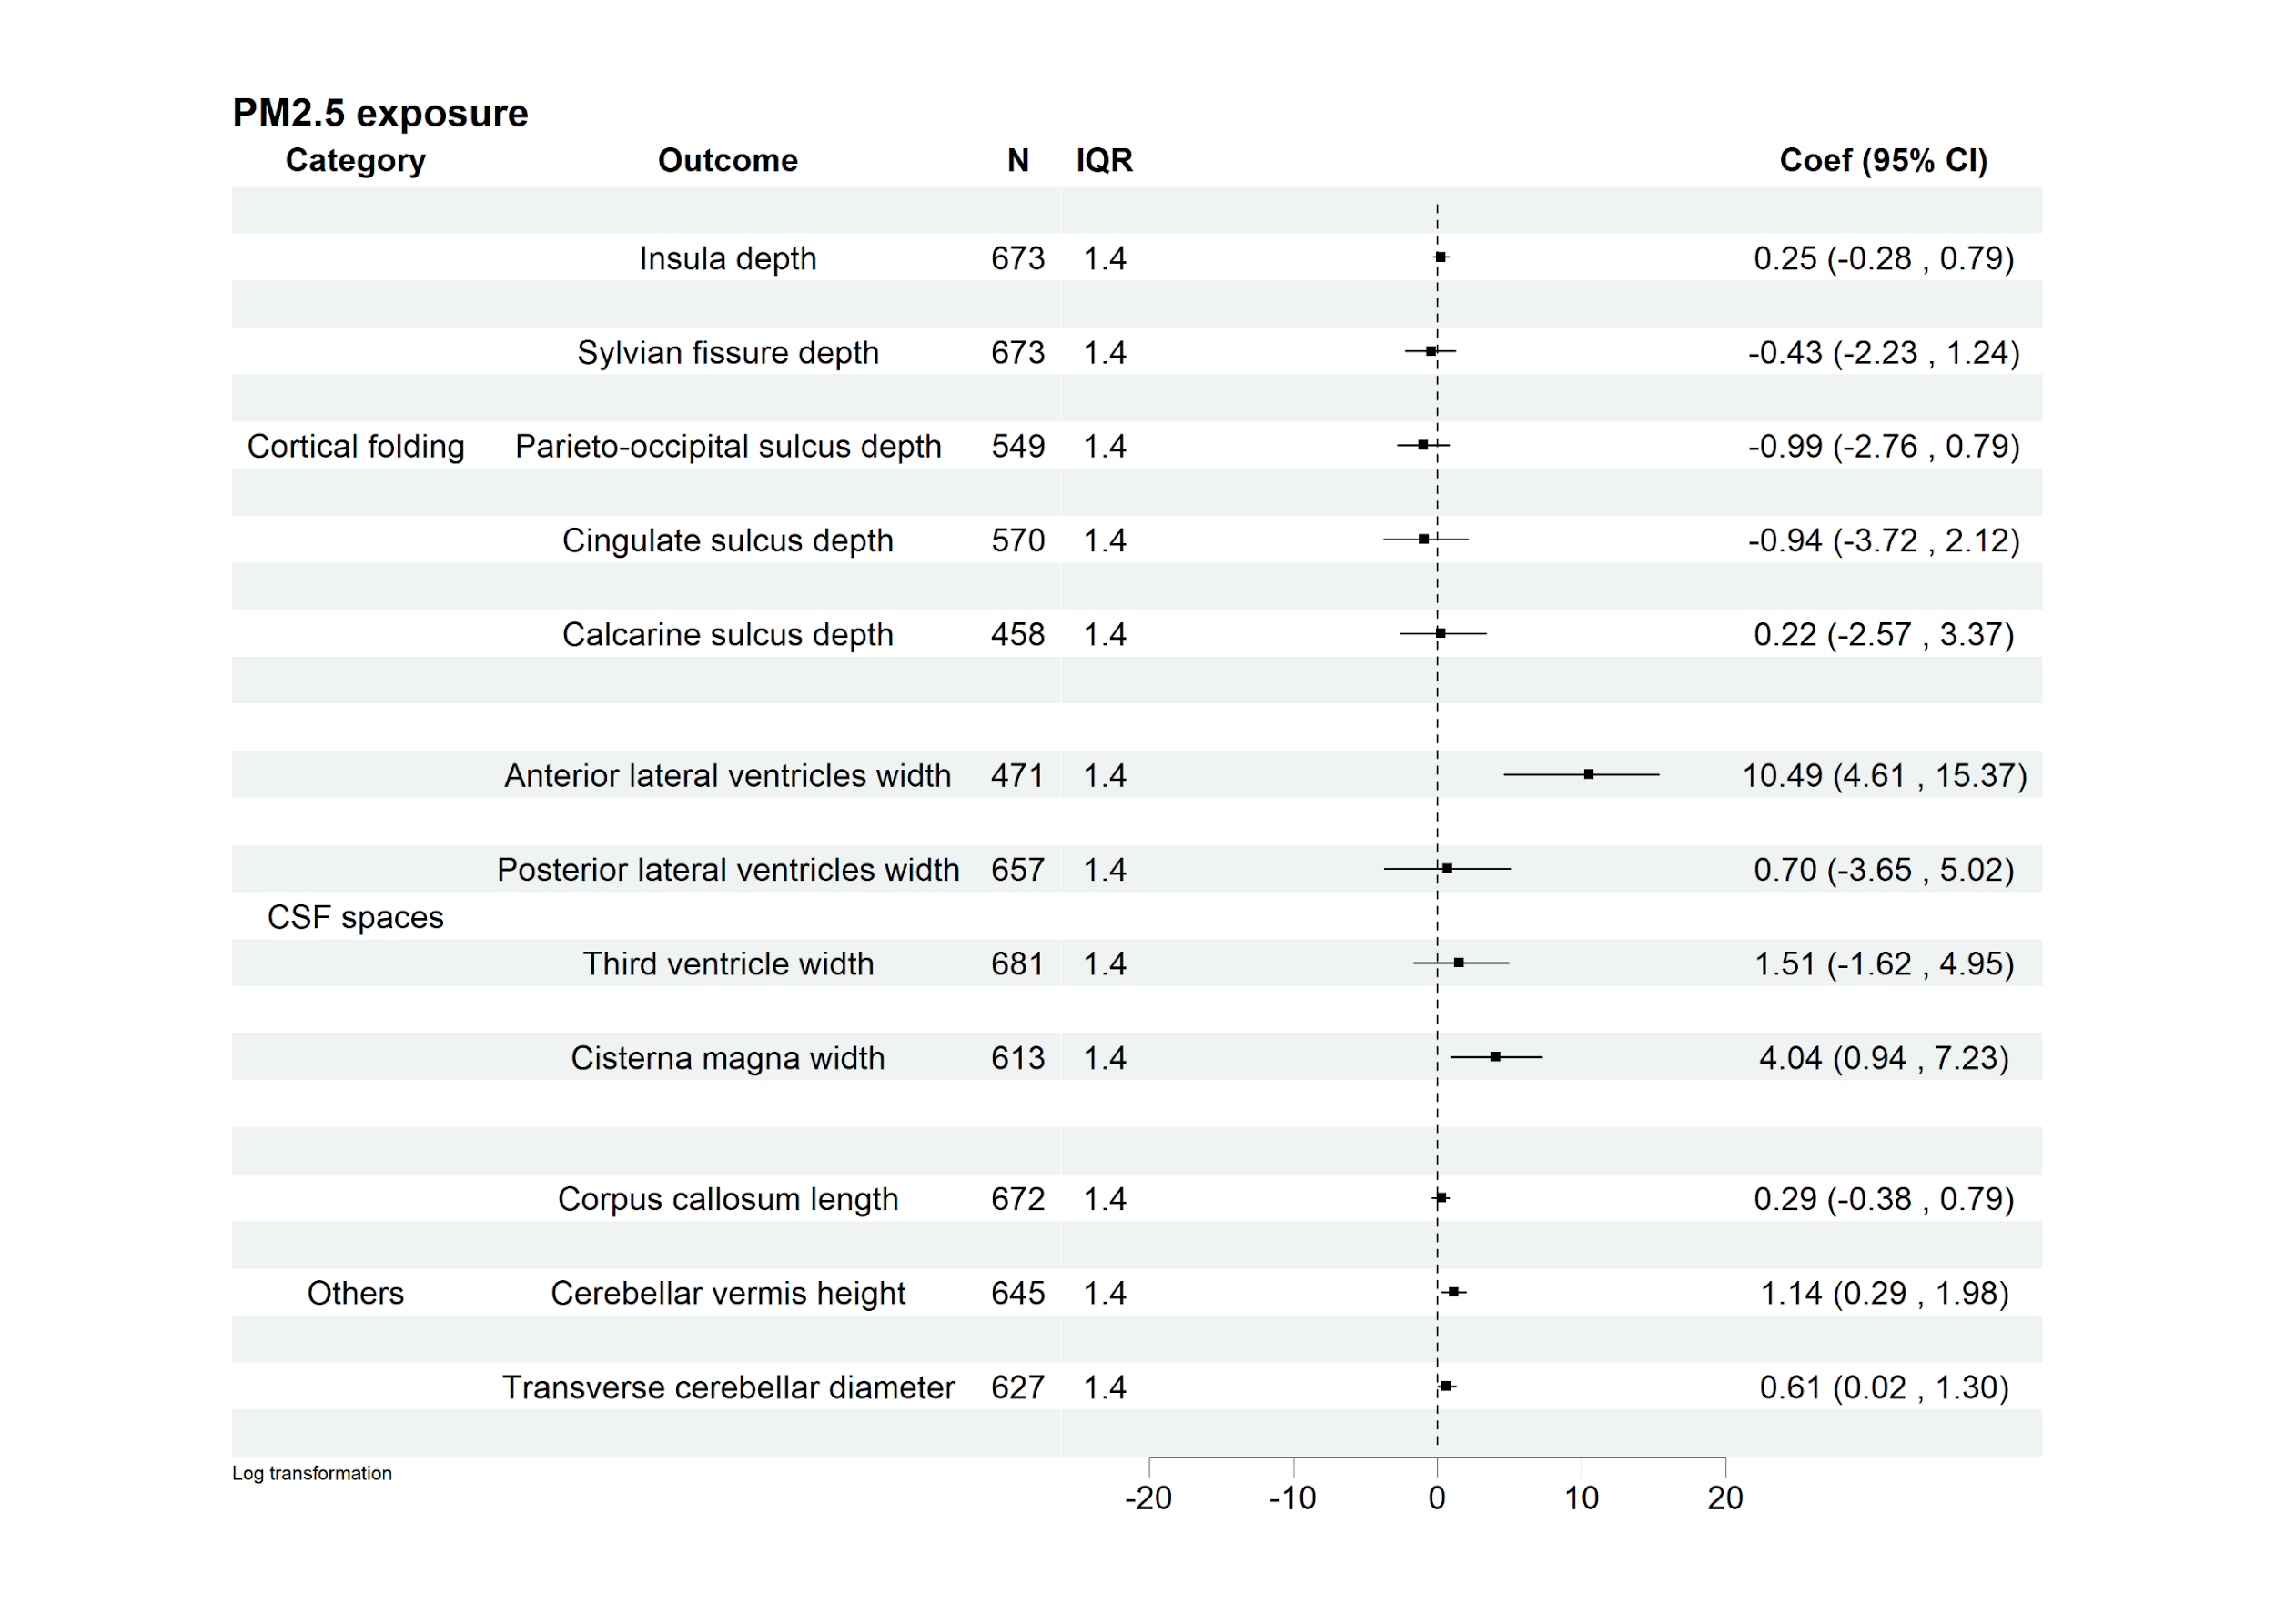 PM2.5 exposure
Category Outcome N IQR Coef (95% CI)
Insula depth 673 1.4 0.25 (-0.28 , 0.79)
Sylvian fissure depth 673 1.4 -0.43 (-2.23 , 1.24)
Cortical folding Parieto-occipital sulcus depth 549 1.4 -0.99 (-2.76 , 0.79)
Cingulate sulcus depth 570 1.4 -0.94 (-3.72 , 2.12)
Calcarine sulcus depth 458 1.4 0.22 (-2.57 , 3.37)
Anterior lateral ventricles width 471 1.4 10.49 (4.61 , 15.37)
Posterior lateral ventricles width 657 1.4 0.70 (-3.65 , 5.02)
CSF spaces
Third ventricle width 681 1.4 1.51 (-1.62 , 4.95)
Cisterna magna width 613 1.4 4.04 (0.94 , 7.23)
Corpus callosum length 672 1.4 0.29 (-0.38 , 0.79)
Others Cerebellar vermis height 645 1.4 1.14 (0.29 , 1.98)
Transverse cerebellar diameter 627 1.4 0.61 (0.02 , 1.30)
Log transformation
-20 -10 0 10 20